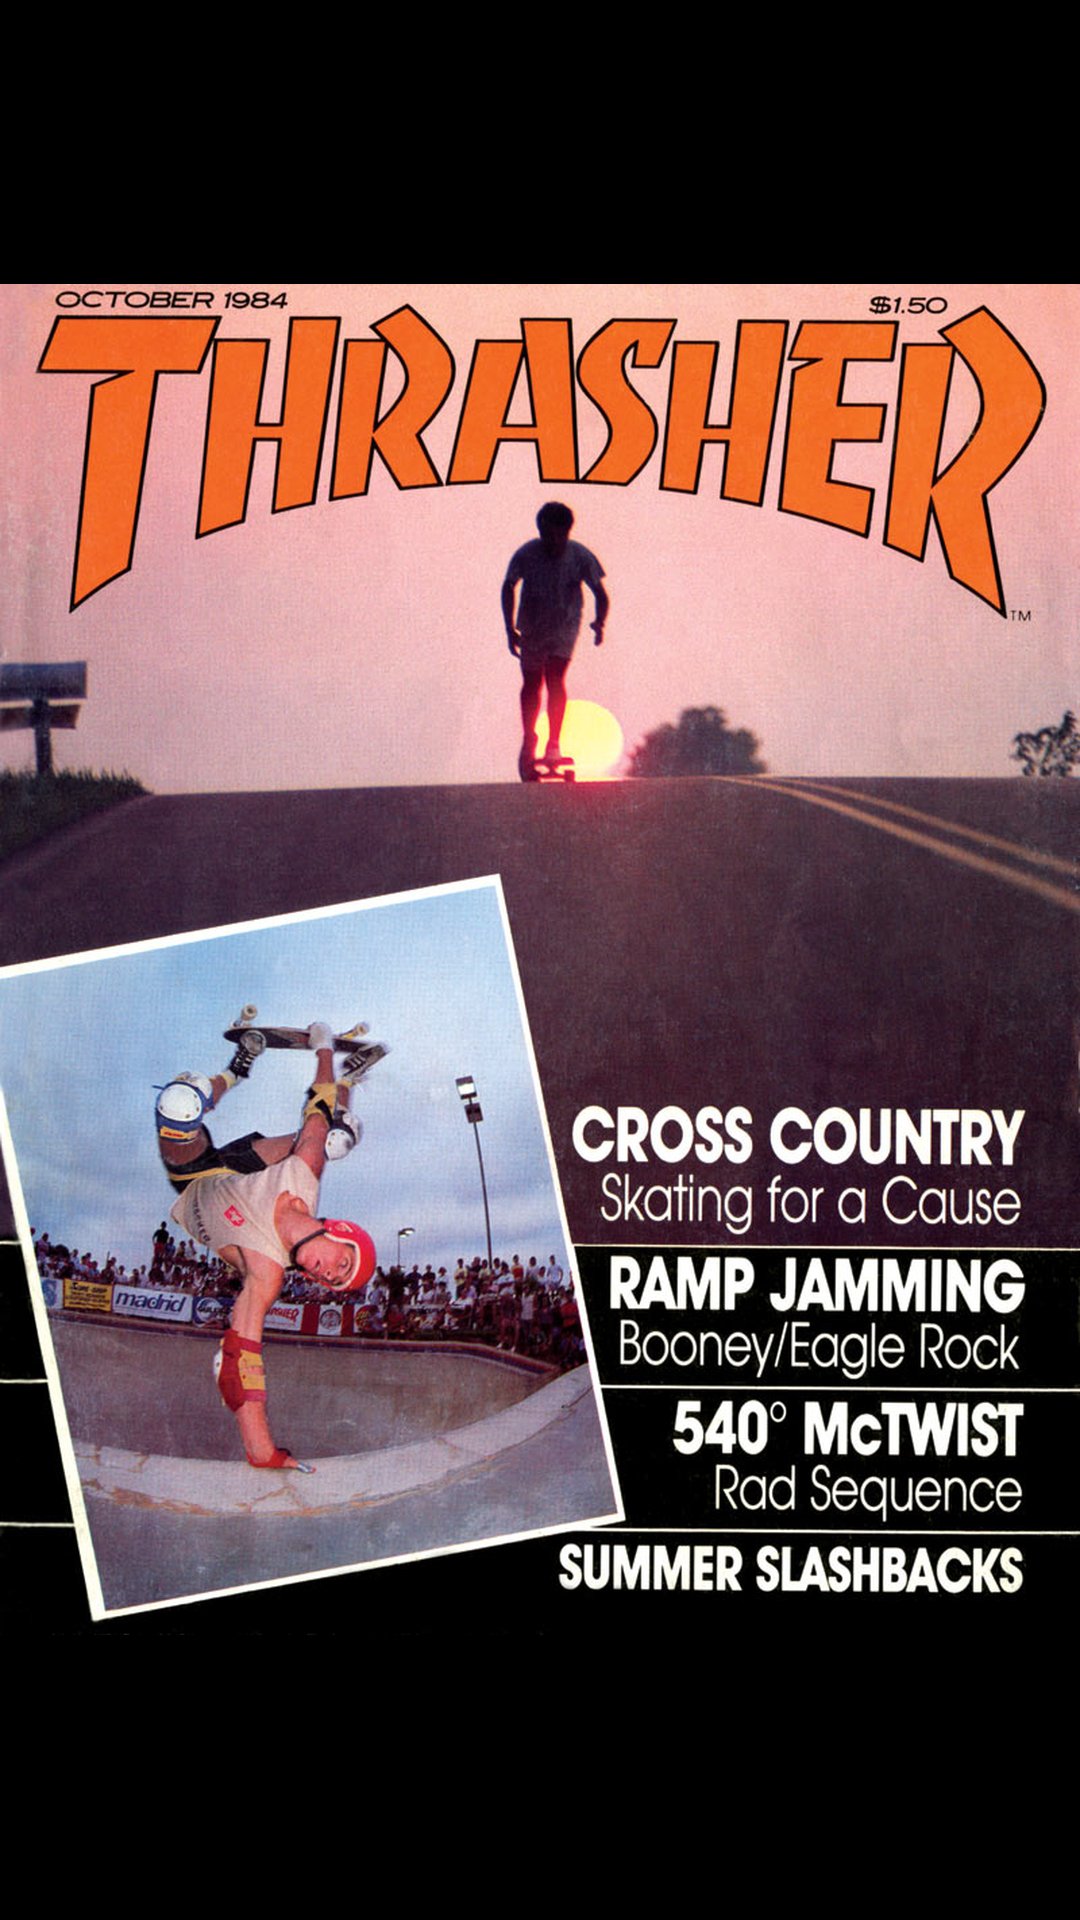 OCTOBER 1984
$1.50
THRASHER
TM
CROSS COUNTRY
Skating for a Cause
RAMP JAMMING
Booney/Eagle Rock
540° McTWIST
Rad Sequence
SUMMER SLASHBACKS
madrid
THRASHER